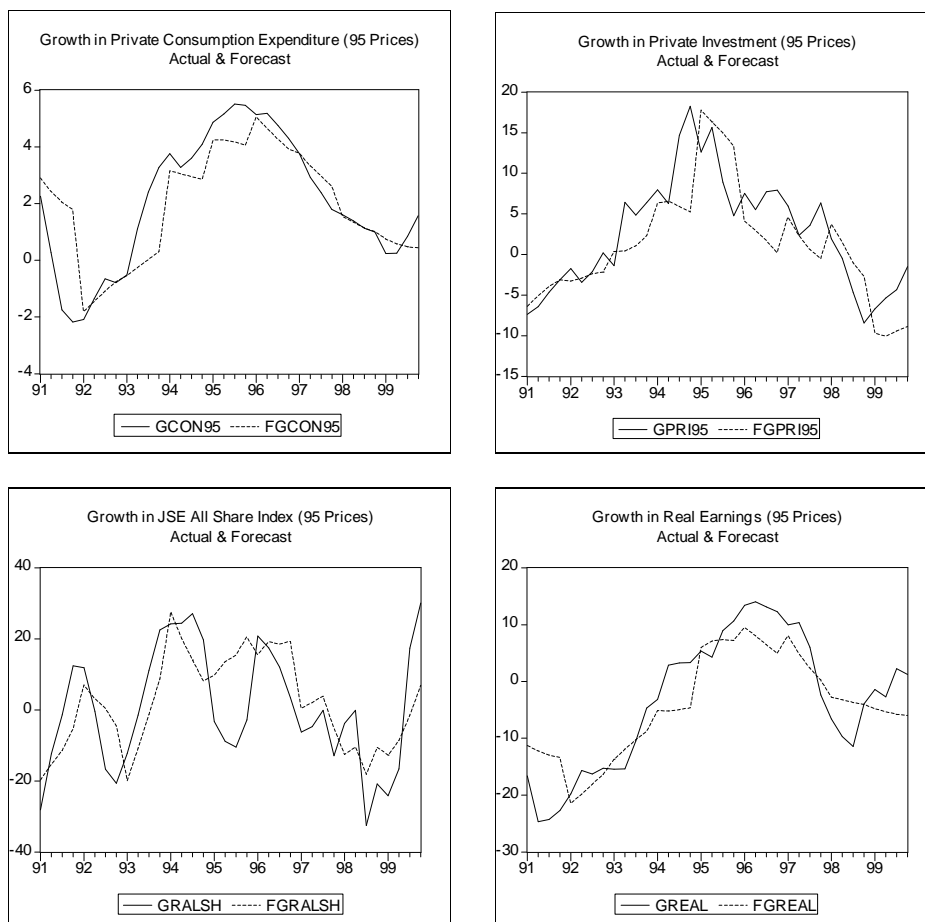 Growth in Private Consumption Expenditure (95 Prices)
Actual & Forecast
6
4
2
0
-2
-4
91 92 93 94 95 96 97 98 99
GCON95 FGCON95
Growth in Private Investment (95 Prices)
Actual & Forecast
20
15
10
5
0
-5
-10
-15
91 92 93 94 95 96 97 98 99
GPRI95 FGPRI95
Growth in JSE All Share Index (95 Prices)
Actual & Forecast
40
20
0
-20
-40
91 92 93 94 95 96 97 98 99
GRALSH FGRALSH
Growth in Real Earnings (95 Prices)
Actual & Forecast
20
10
0
-10
-20
-30
91 92 93 94 95 96 97 98 99
GREAL FGREAL